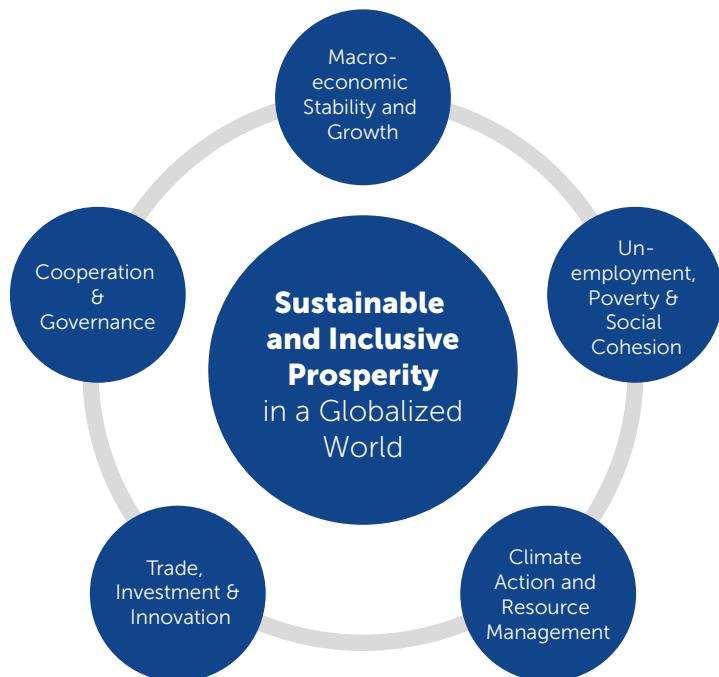 Macro-
economic
Stability and
Growth
Un-
employment,
Poverty &
Social
Cohesion
Climate
Action and
Resource
Management
Trade,
Investment &
Innovation
Cooperation
&
Governance
Sustainable
and Inclusive
Prosperity
in a Globalized
World